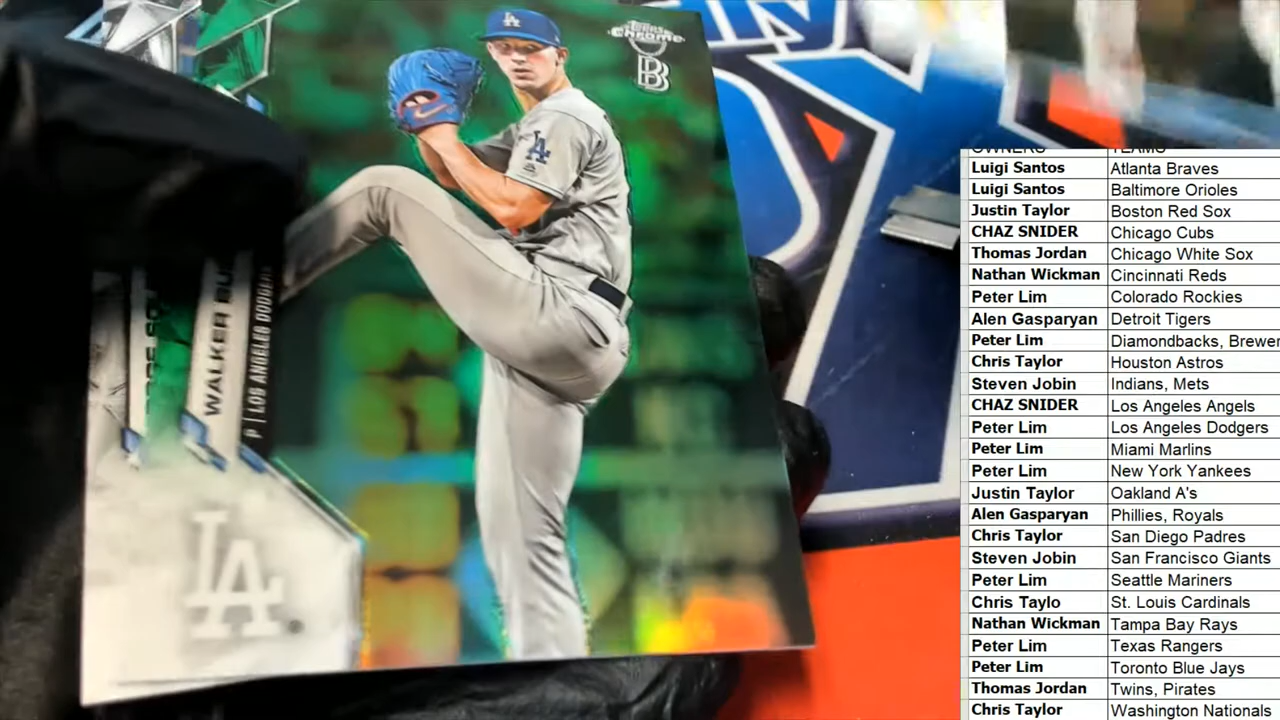 LA
Topps
CHROME
B
LA
WALKER BU
P | LOS ANGELES DODGERS
LA
OWNERS TEAMS
Luigi Santos Atlanta Braves
Luigi Santos Baltimore Orioles
Justin Taylor Boston Red Sox
CHAZ SNIDER Chicago Cubs
Thomas Jordan Chicago White Sox
Nathan Wickman Cincinnati Reds
Peter Lim Colorado Rockies
Alen Gasparyan Detroit Tigers
Peter Lim Diamondbacks, Brewer
Chris Taylor Houston Astros
Steven Jobin Indians, Mets
CHAZ SNIDER Los Angeles Angels
Peter Lim Los Angeles Dodgers
Peter Lim Miami Marlins
Peter Lim New York Yankees
Justin Taylor Oakland A's
Alen Gasparyan Phillies, Royals
Chris Taylor San Diego Padres
Steven Jobin San Francisco Giants
Peter Lim Seattle Mariners
Chris Taylo St. Louis Cardinals
Nathan Wickman Tampa Bay Rays
Peter Lim Texas Rangers
Peter Lim Toronto Blue Jays
Thomas Jordan Twins, Pirates
Chris Taylor Washington Nationals